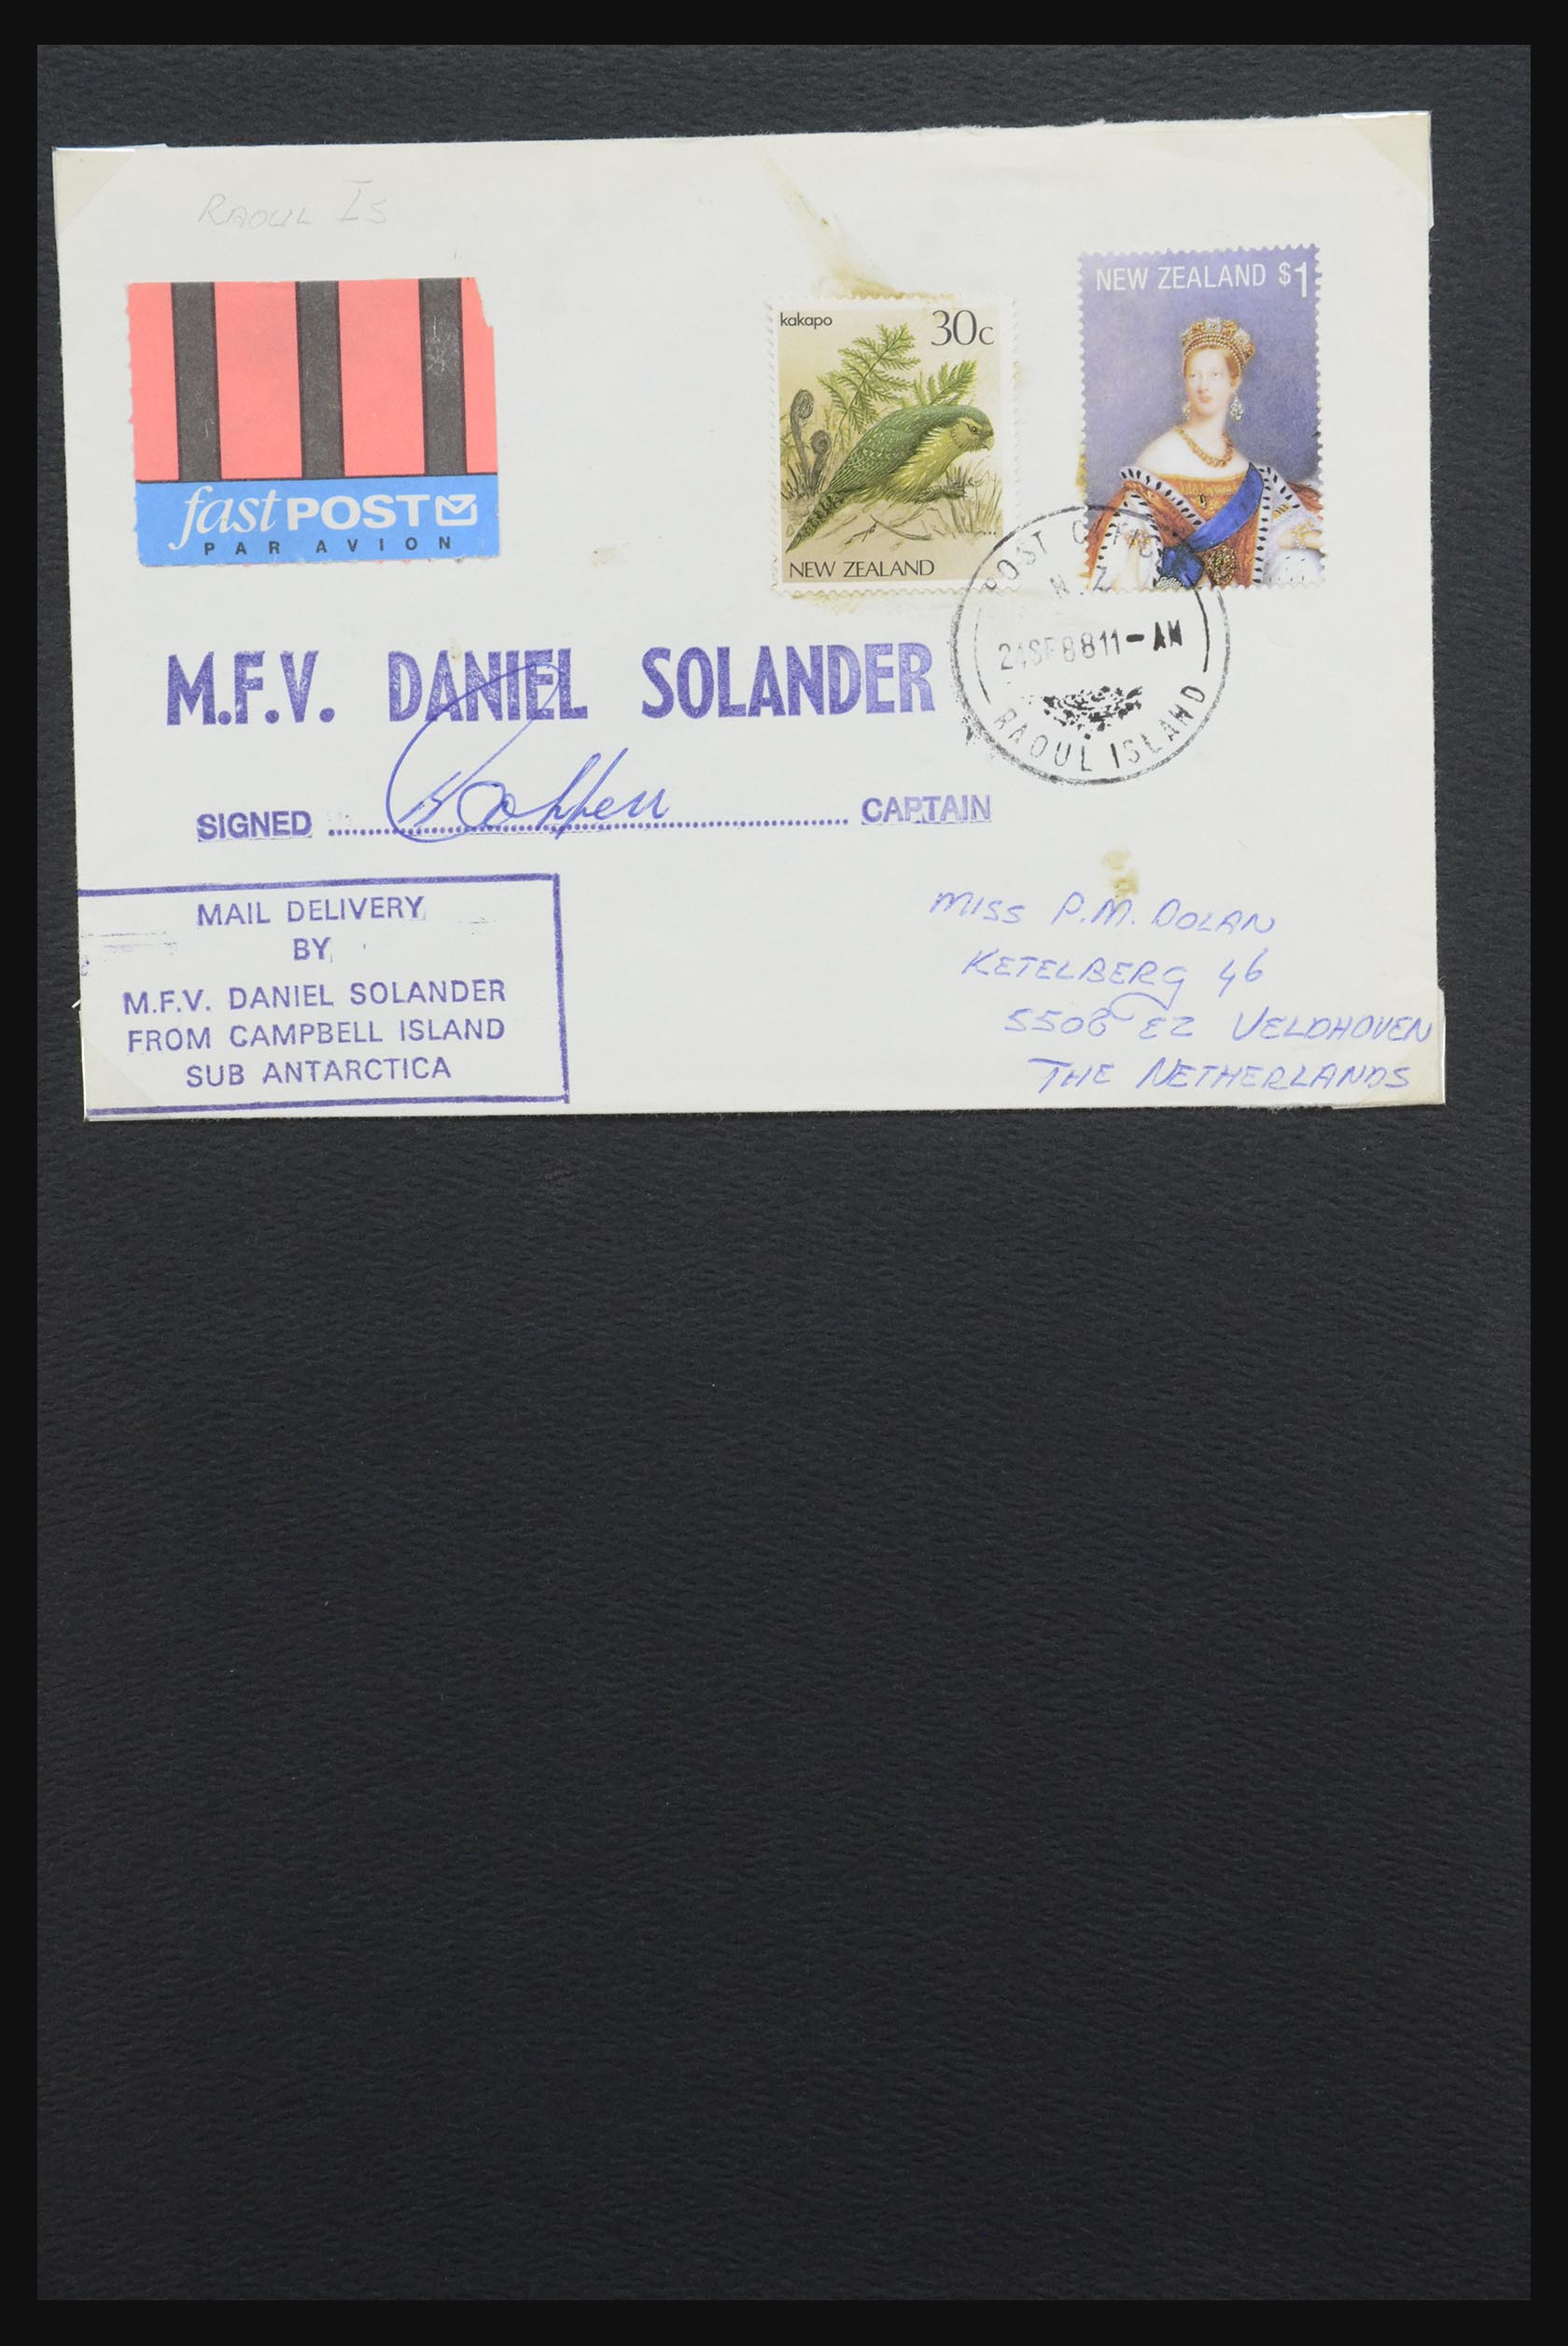 RAOUL IS
kakapo 30c
NEW ZEALAND
NEW ZEALAND $1
fast POST
PAR AVION
POST OFFICE
N.Z.
24SE8811-AM
RAOUL ISLAND
M.F.V. DANIEL SOLANDER
SIGNED CAPTAIN
MAIL DELIVERY
BY
M.F.V. DANIEL SOLANDER
FROM CAMPBELL ISLAND
SUB ANTARCTICA
MISS P.M. DOLAN
KETELBERG 46
5508 EZ VELDHOVEN
THE NETHERLANDS